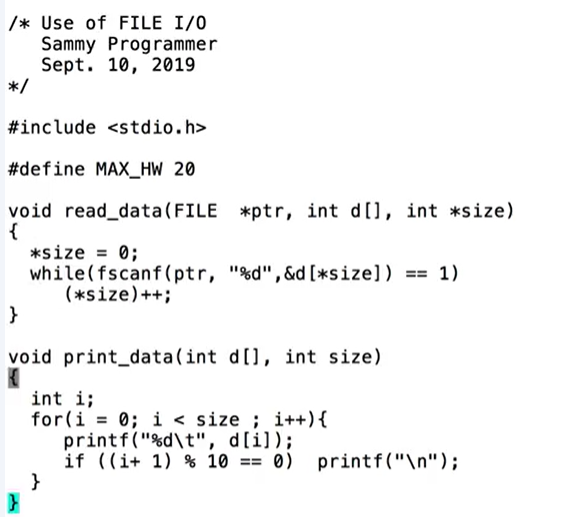 /* Use of FILE I/O
   Sammy Programmer
   Sept. 10, 2019
*/

#include <stdio.h>

#define MAX_HW 20

void read_data(FILE  *ptr, int d[], int *size)
{
  *size = 0;
  while(fscanf(ptr, "%d",&d[*size]) == 1)
     (*size)++;
}

void print_data(int d[], int size)
{
  int i;
  for(i = 0; i < size ; i++){
     printf("%d\t", d[i]);
     if ((i+ 1) % 10 == 0)  printf("\n");
  }
}